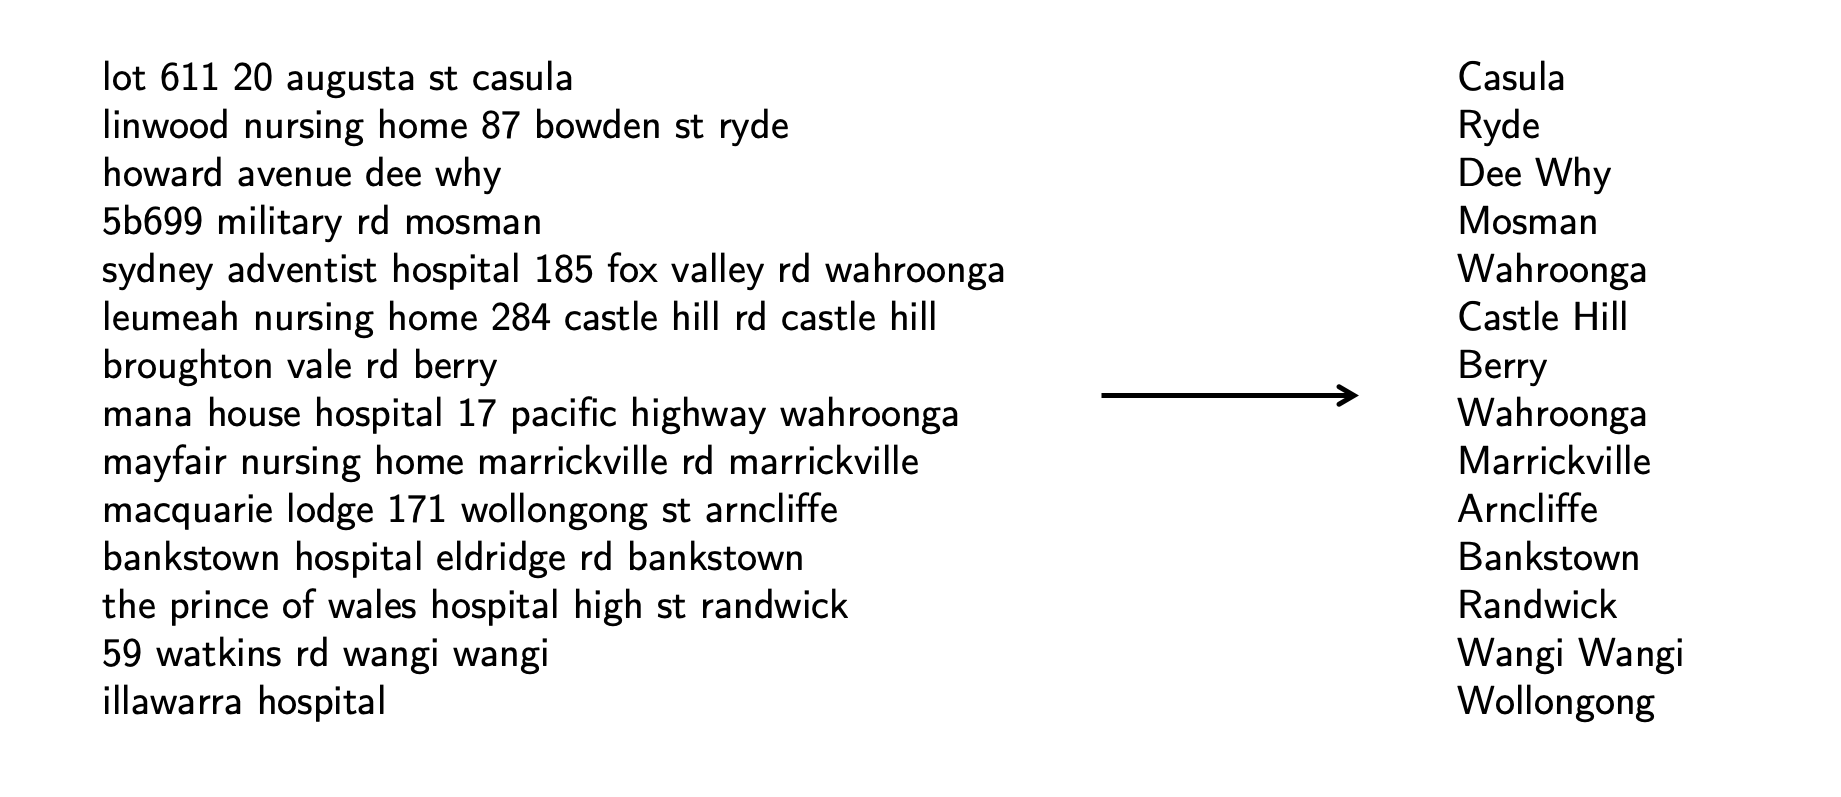 lot 611 20 augusta st casula
linwood nursing home 87 bowden st ryde
howard avenue dee why
5b699 military rd mosman
sydney adventist hospital 185 fox valley rd wahroonga
leumeah nursing home 284 castle hill rd castle hill
broughton vale rd berry
mana house hospital 17 pacific highway wahroonga
mayfair nursing home marrickville rd marrickville
macquarie lodge 171 wollongong st arncliffe
bankstown hospital eldridge rd bankstown
the prince of wales hospital high st randwick
59 watkins rd wangi wangi
illawarra hospital
Casula
Ryde
Dee Why
Mosman
Wahroonga
Castle Hill
Berry
Wahroonga
Marrickville
Arncliffe
Bankstown
Randwick
Wangi Wangi
Wollongong